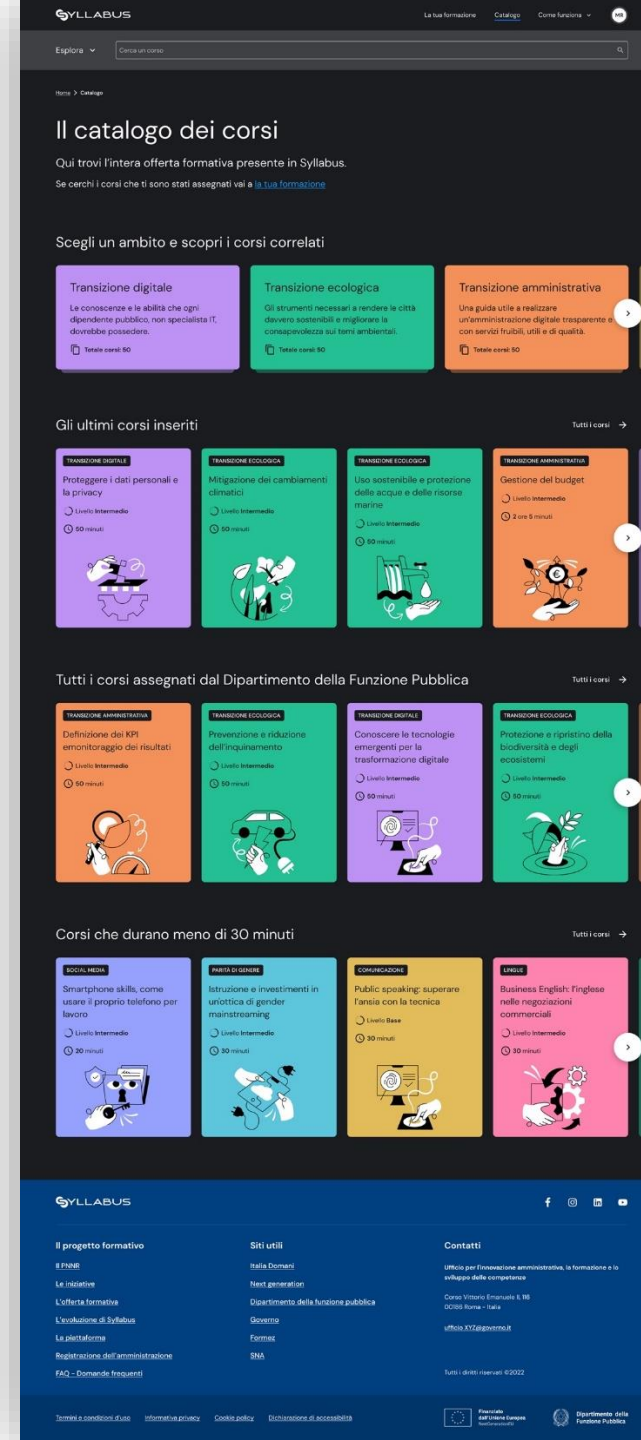 SYLLABUS
La tua formazione Catalogo Come funziona MR
Esplora Cerca un corso
Home > Catalogo
Il catalogo dei corsi
Qui trovi l'intera offerta formativa presente in Syllabus.
Se cerchi i corsi che ti sono stati assegnati vai a la tua formazione
Scegli un ambito e scopri i corsi correlati
Transizione digitale
Le conoscenze e le abilità che ogni
dipendente pubblico, non specialista IT,
dovrebbe possedere.
Totale corsi: 50
Transizione ecologica
Gli strumenti necessari a rendere le città
davvero sostenibili e migliorare la
consapevolezza sui temi ambientali.
Totale corsi: 50
Transizione amministrativa
Una guida utile a realizzare
un'amministrazione digitale trasparente e
con servizi fruibili, utili e di qualità.
Totale corsi: 50
Gli ultimi corsi inseriti
Tutti i corsi →
TRANSIZIONE DIGITALE
Proteggere i dati personali e
la privacy
Livello Intermedio
50 minuti
TRANSIZIONE ECOLOGICA
Mitigazione dei cambiamenti
climatici
Livello Intermedio
50 minuti
TRANSIZIONE ECOLOGICA
Uso sostenibile e protezione
delle acque e delle risorse
marine
Livello Intermedio
50 minuti
TRANSIZIONE AMMINISTRATIVA
Gestione del budget
Livello Intermedio
2 ore 5 minuti
€
Tutti i corsi assegnati dal Dipartimento della Funzione Pubblica
Tutti i corsi →
TRANSIZIONE AMMINISTRATIVA
Definizione dei KPI
emonitoraggio dei risultati
Livello Intermedio
50 minuti
TRANSIZIONE ECOLOGICA
Prevenzione e riduzione
dell'inquinamento
Livello Intermedio
50 minuti
TRANSIZIONE DIGITALE
Conoscere le tecnologie
emergenti per la
trasformazione digitale
Livello Intermedio
50 minuti
TRANSIZIONE ECOLOGICA
Protezione e ripristino della
biodiversità e degli
ecosistemi
Livello Intermedio
50 minuti
Corsi che durano meno di 30 minuti
Tutti i corsi →
SOCIAL MEDIA
Smartphone skills, come
usare il proprio telefono per
lavoro
Livello Intermedio
30 minuti
PARITÀ DI GENERE
Istruzione e investimenti in
un'ottica di gender
mainstreaming
Livello Intermedio
30 minuti
COMUNICAZIONE
Public speaking: superare
l'ansia con la tecnica
Livello Base
30 minuti
LINGUE
Business English: l'inglese
nelle negoziazioni
commerciali
Livello Intermedio
30 minuti
SYLLABUS
Il progetto formativo
Il PNNR
Le iniziative
L'offerta formativa
L'evoluzione di Syllabus
La piattaforma
Registrazione dell'amministrazione
FAQ - Domande frequenti
Siti utili
Italia Domani
Next generation
Dipartimento della funzione pubblica
Governo
Formez
SNA
Contatti
Ufficio per l'innovazione amministrativa, la formazione e lo
sviluppo delle competenze
Corso Vittorio Emanuele II, 116
00186 Roma - Italia
ufficio XYZ@governo.it
Tutti i diritti riservati ©2022
Termini e condizioni d'uso Informativa privacy Cookie policy Dichiarazione di accessibilità
Finanziato
dall'Unione Europea
NextGenerationEU
Dipartimento della
Funzione Pubblica